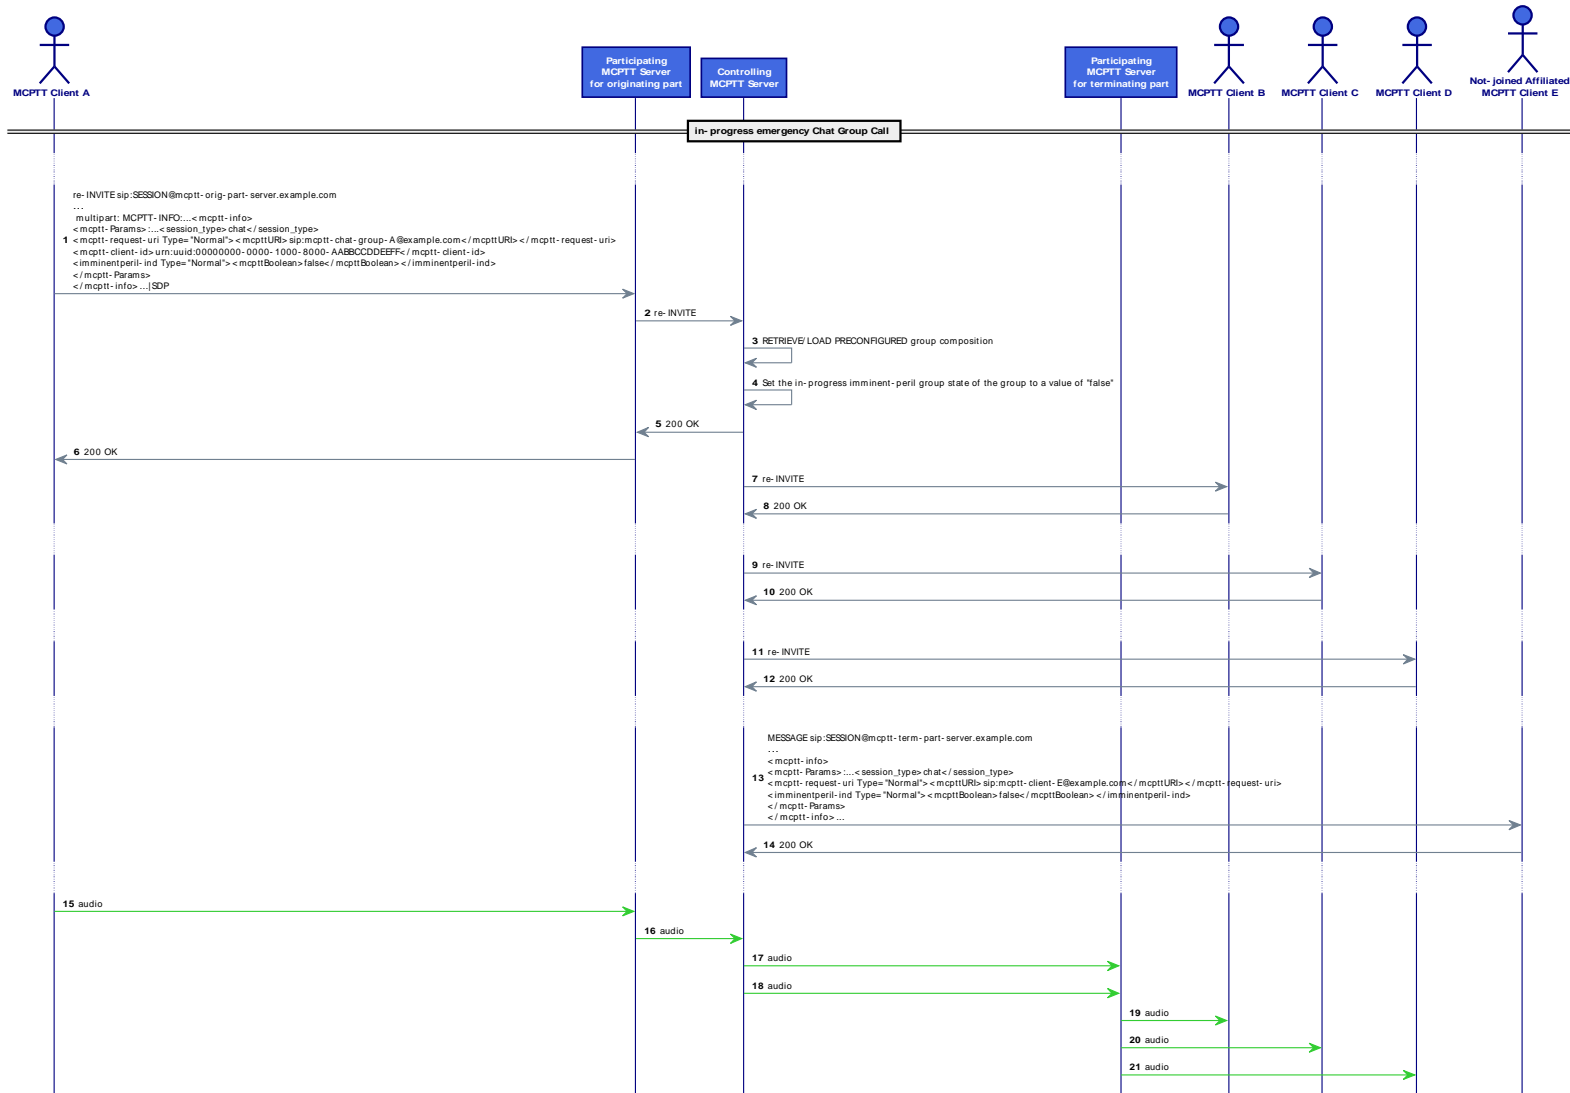 MCPTT Client A
Participating
MCPTT Server
for originating part
Controlling
MCPTT Server
Participating
MCPTT Server
for terminating part
MCPTT Client B
MCPTT Client C
MCPTT Client D
Not-joined Affiliated
MCPTT Client E
in-progress emergency Chat Group Call
re-INVITE sip:SESSION@mcptt-orig-part-server.example.com
...
multipart: MCPTT-INFO:...<mcptt-info>
<mcptt-Params>:...<session_type>chat</session_type>
1 <mcptt-request-uri Type="Normal"><mcpttURI>sip:mcptt-chat-group-A@example.com</mcpttURI></mcptt-request-uri>
<mcptt-client-id>urn:uuid:00000000-0000-1000-8000-AABBCCDDEEFF</mcptt-client-id>
<imminentperil-ind Type="Normal"><mcpttBoolean>false</mcpttBoolean></imminentperil-ind>
</mcptt-Params>
</mcptt-info>...|SDP
2 re-INVITE
3 RETRIEVE/LOAD PRECONFIGURED group composition
4 Set the in-progress imminent-peril group state of the group to a value of "false"
5 200 OK
6 200 OK
7 re-INVITE
8 200 OK
9 re-INVITE
10 200 OK
11 re-INVITE
12 200 OK
MESSAGE sip:SESSION@mcptt-term-part-server.example.com
...
<mcptt-info>
<mcptt-Params>:...<session_type>chat</session_type>
13 <mcptt-request-uri Type="Normal"><mcpttURI>sip:mcptt-client-E@example.com</mcpttURI></mcptt-request-uri>
<imminentperil-ind Type="Normal"><mcpttBoolean>false</mcpttBoolean></imminentperil-ind>
</mcptt-Params>
</mcptt-info>...
14 200 OK
15 audio
16 audio
17 audio
18 audio
19 audio
20 audio
21 audio